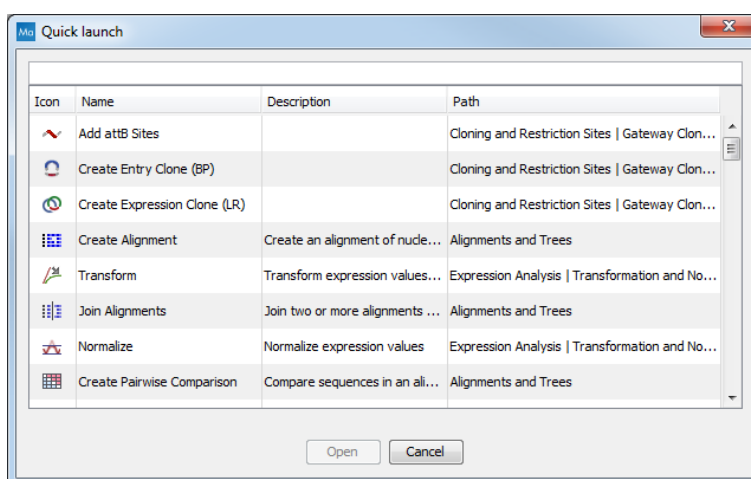 Ma Quick launch
Icon Name Description Path
Add attB Sites Cloning and Restriction Sites | Gateway Clon...
Create Entry Clone (BP) Cloning and Restriction Sites | Gateway Clon...
Create Expression Clone (LR) Cloning and Restriction Sites | Gateway Clon...
Create Alignment Create an alignment of nucle... Alignments and Trees
Transform Transform expression values... Expression Analysis | Transformation and No...
Join Alignments Join two or more alignments ... Alignments and Trees
Normalize Normalize expression values Expression Analysis | Transformation and No...
Create Pairwise Comparison Compare sequences in an ali... Alignments and Trees
Open Cancel